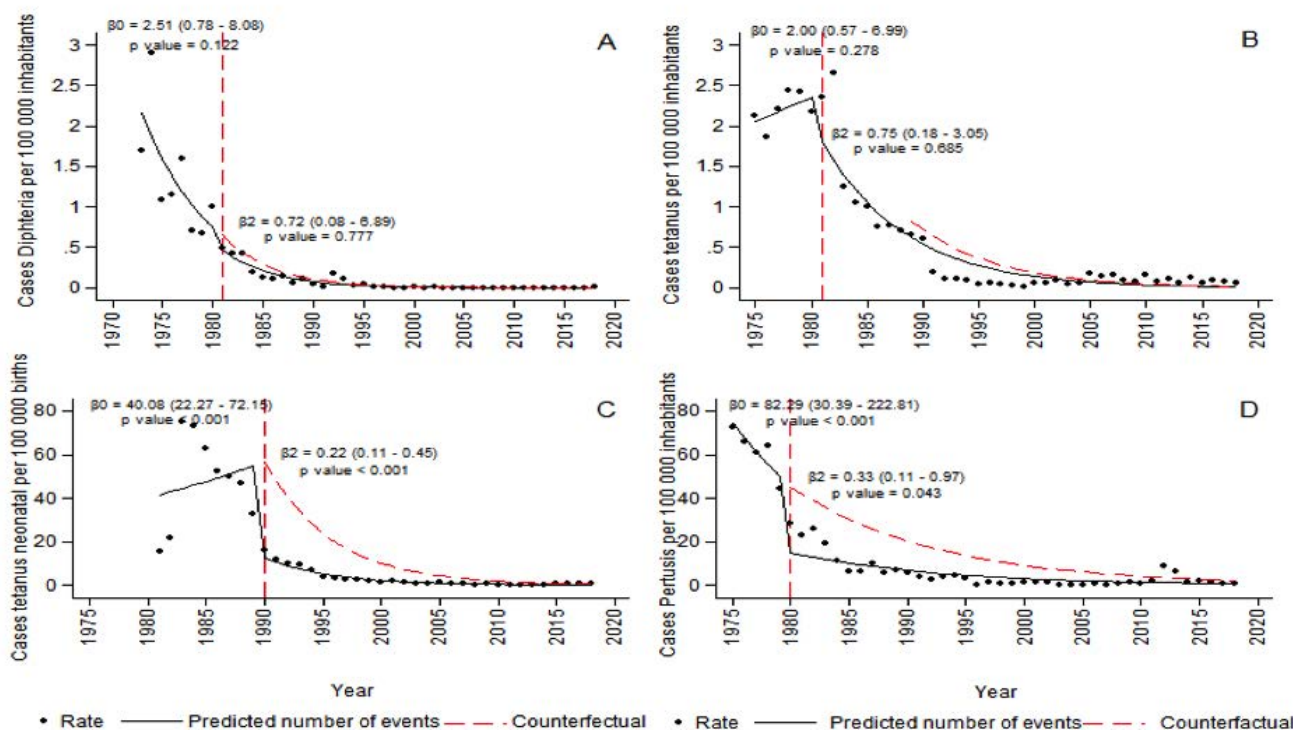 β0 = 2.51 (0.78 - 8.08)
p value = 0.122
A
Cases Diphteria per 100 000 inhabitants
3
2.5
2
1.5
1
.5
0
β2 = 0.72 (0.08 - 6.89)
p value = 0.777
1970
1975
1980
1985
1990
1995
2000
2005
2010
2015
2020
β0 = 2.00 (0.57 - 6.99)
p value = 0.278
B
Cases tetanus per 100 000 inhabitants
3
2.5
2
1.5
1
.5
0
β2 = 0.75 (0.18 - 3.05)
p value = 0.685
1975
1980
1985
1990
1995
2000
2005
2010
2015
2020
β0 = 40.08 (22.27 - 72.15)
p value < 0.001
C
Cases tetanus neonatal per 100 000 births
80
60
40
20
0
β2 = 0.22 (0.11 - 0.45)
p value < 0.001
1975
1980
1985
1990
1995
2000
2005
2010
2015
2020
β0 = 82.29 (30.39 - 222.81)
p value < 0.001
D
Cases Pertusis per 100 000 inhabitants
80
60
40
20
0
β2 = 0.33 (0.11 - 0.97)
p value = 0.043
1975
1980
1985
1990
1995
2000
2005
2010
2015
2020
Year
Year
Rate Predicted number of events Counterfectual
Rate Predicted number of events Counterfactual